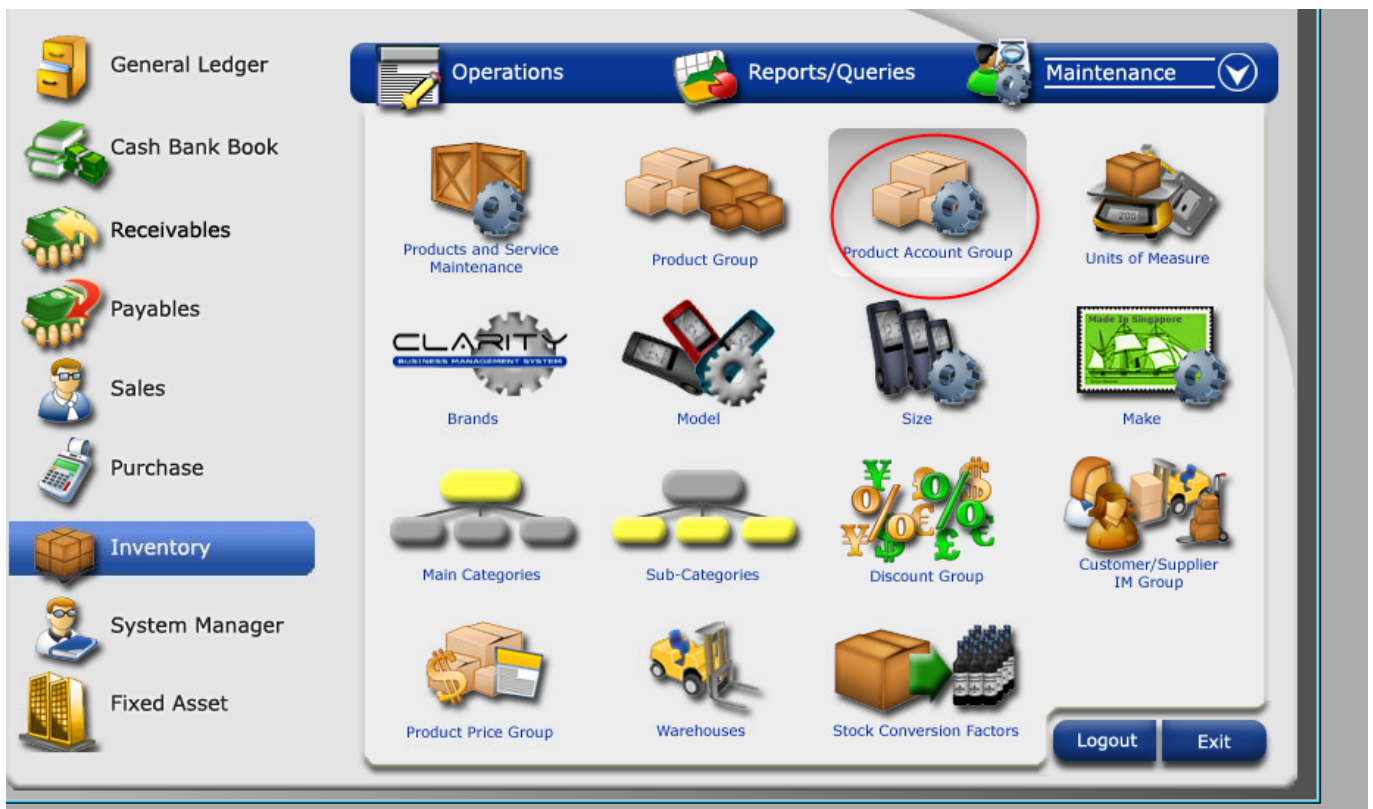 General Ledger
Cash Bank Book
Receivables
Payables
Sales
Purchase
Inventory
System Manager
Fixed Asset
Operations
Reports/Queries
Maintenance
Products and Service
Maintenance
Product Group
Product Account Group
200
Units of Measure
CLARITY
BUSINESS MANAGEMENT SYSTEM
Brands
Model
Size
Made In Singapore
Make
Main Categories
Sub-Categories
Discount Group
Customer/Supplier
IM Group
Product Price Group
Warehouses
Stock Conversion Factors
Logout
Exit